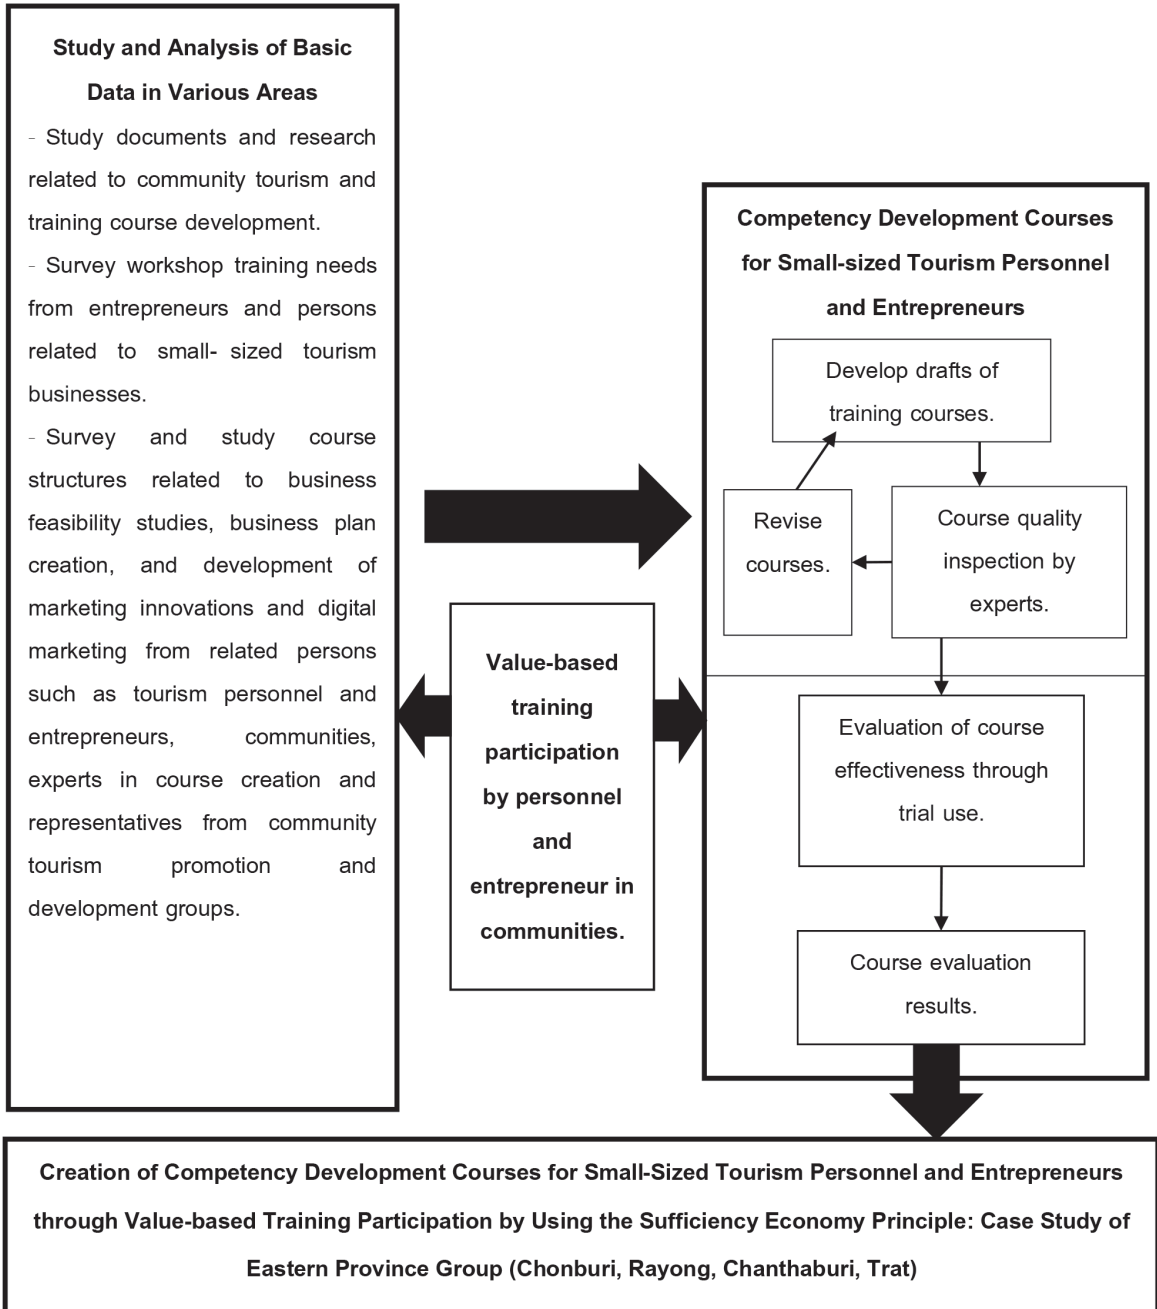 Study and Analysis of Basic
Data in Various Areas
- Study documents and research
related to community tourism and
training course development.
- Survey workshop training needs
from entrepreneurs and persons
related to small- sized tourism
businesses.
- Survey and study course
structures related to business
feasibility studies, business plan
creation, and development of
marketing innovations and digital
marketing from related persons
such as tourism personnel and
entrepreneurs, communities,
experts in course creation and
representatives from community
tourism promotion and
development groups.
Value-based
training
participation
by personnel
and
entrepreneur in
communities.
Competency Development Courses
for Small-sized Tourism Personnel
and Entrepreneurs
Develop drafts of
training courses.
Revise
courses.
Course quality
inspection by
experts.
Evaluation of course
effectiveness through
trial use.
Course evaluation
results.
Creation of Competency Development Courses for Small-Sized Tourism Personnel and Entrepreneurs
through Value-based Training Participation by Using the Sufficiency Economy Principle: Case Study of
Eastern Province Group (Chonburi, Rayong, Chanthaburi, Trat)